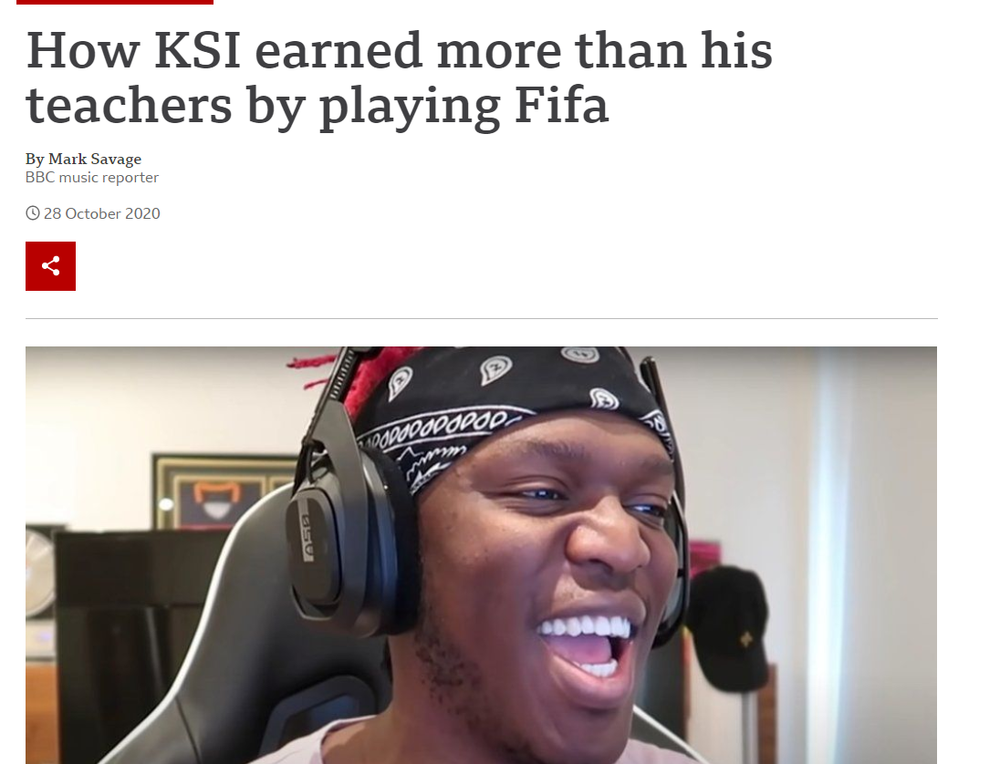 How KSI earned more than his
teachers by playing Fifa
By Mark Savage
BBC music reporter
28 October 2020
A50